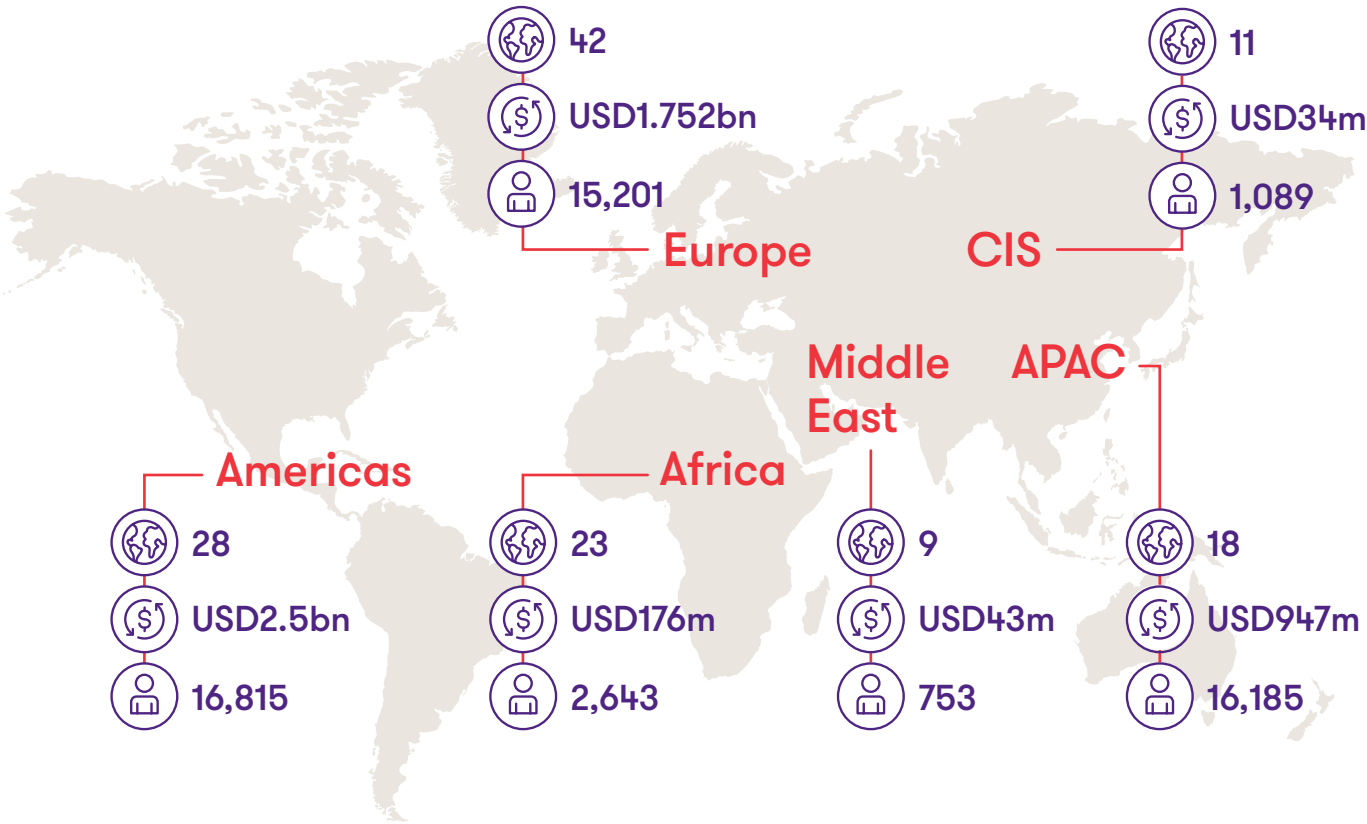 42
USD1.752bn
15,201
Europe
11
USD34m
1,089
CIS
Middle
East
APAC
Americas
28
USD2.5bn
16,815
Africa
23
USD176m
2,643
9
USD43m
753
18
USD947m
16,185